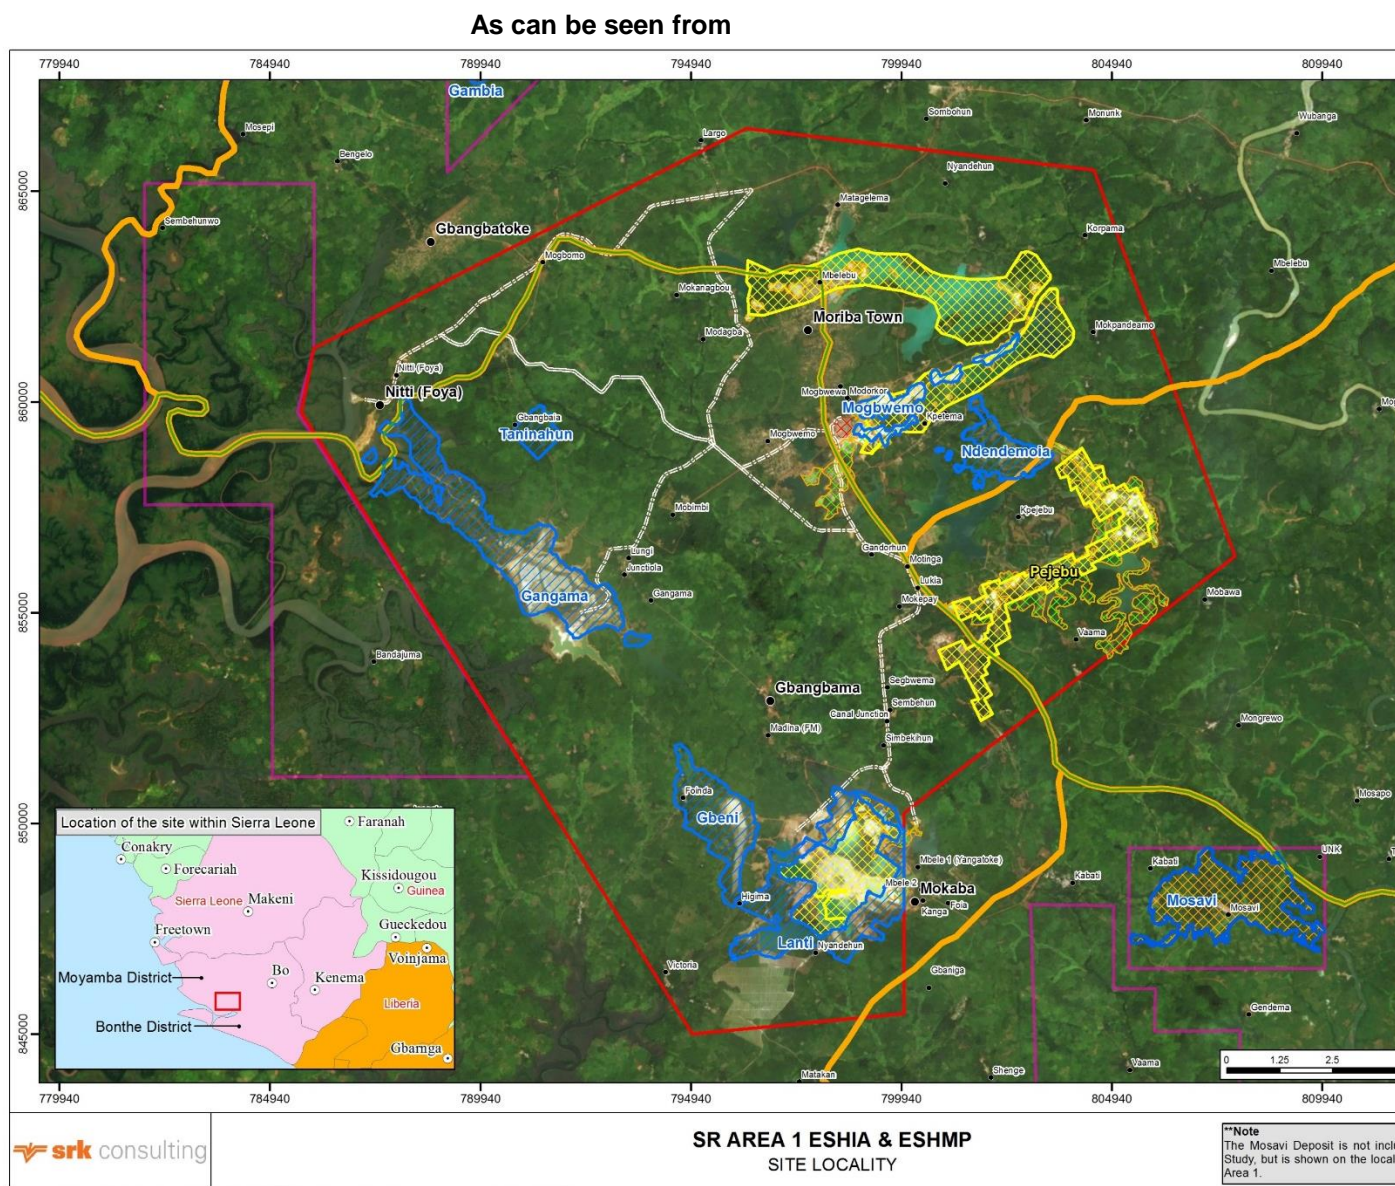 As can be seen from
779940 784940 789940 794940 799940 804940 809940
Gambia
Mosepi
Bengelo
Largo
Sombohun
Monunk
Wubanga
Nyandehun
865000
Sembehunwo
Matagelema
Gbangbatoke
Korpama
Mogbomo
Mbelebu
Mbelebu
Mokanagbou
Moriba Town
Mokpandeamo
Modagba
Nitti (Foya)
Nitti (Foya)
Mogbwewa
Modorkor
860000
Mogbwemo
Gbangbaia
Taninahun
Kpetema
Mogbwemo
Ndendemoia
Mobimbi
Kpejebu
Gandorhun
Motinga
Lungi
Junctiola
Pejebu
Lukia
Gangama
Gangama
Mokepay
Mobawa
855000
Vaama
Bandajuma
Segbwema
Gbangbama
Sembehun
Canal Junction
Madina (FM)
Mongrewo
Simbekihun
Foinda
Mosapo
850000
Gbeni
UNK
Mbele 1 (Yangatoke)
Kabati
Kabati
Mbele 2
Mokaba
Higima
Kanga
Foia
Mosavi
Mosavi
Lanti
Nyandehun
Victoria
Gbaniga
Gendema
845000
Vaama
Matakan
Shenge
Location of the site within Sierra Leone
Faranah
Conakry
Forecariah
Kissidougou
Guinea
Sierra Leone
Makeni
Gueckedou
Freetown
Voinjama
Moyamba District
Bo
Kenema
Liberia
Bonthe District
Gbarnga
0 1.25 2.5
779940 784940 789940 794940 799940 804940 809940
srk consulting
SR AREA 1 ESHIA & ESHMP
SITE LOCALITY
**Note
The Mosavi Deposit is not inclu
Study, but is shown on the local
Area 1.